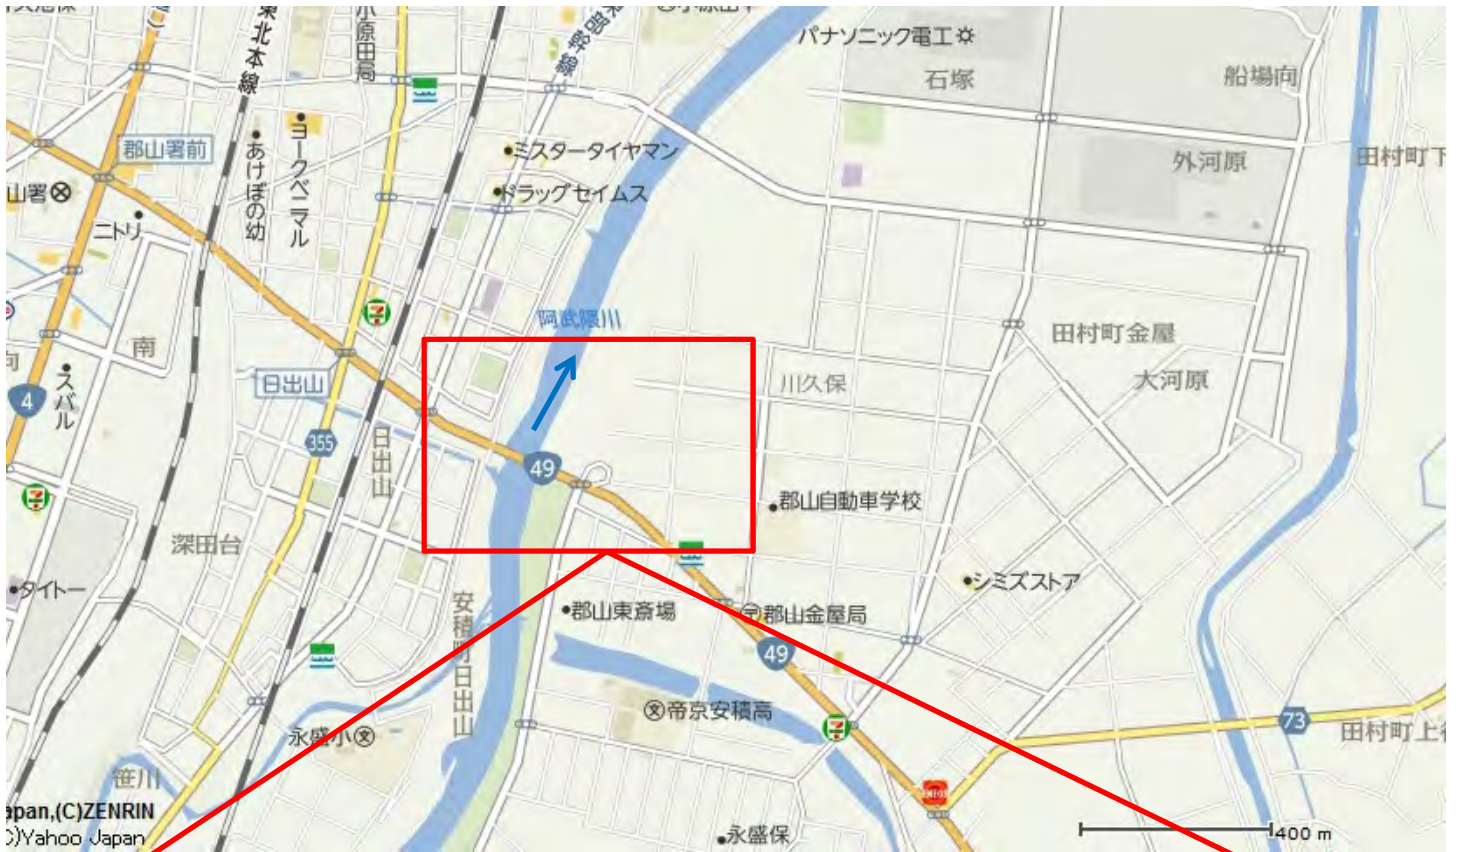 東北本線
小原田局
パナソニック電工
石塚
船場向
郡山署前
ヨークベニマル
あけぼの幼
ミスタータイヤマン
外河原
田村町下
山署
ドラッグセイムス
ニトリ
阿武隈川
南
田村町金屋
向
スバル
日出山
川久保
大河原
4
355
日出山
49
郡山自動車学校
深田台
タイトー
シミズストア
安積町日出山
郡山東斎場
郡山金屋局
49
帝京安積高
73
永盛小
田村町上
笹川
apan,(C)ZENRIN
C)Yahoo Japan
永盛保
400 m